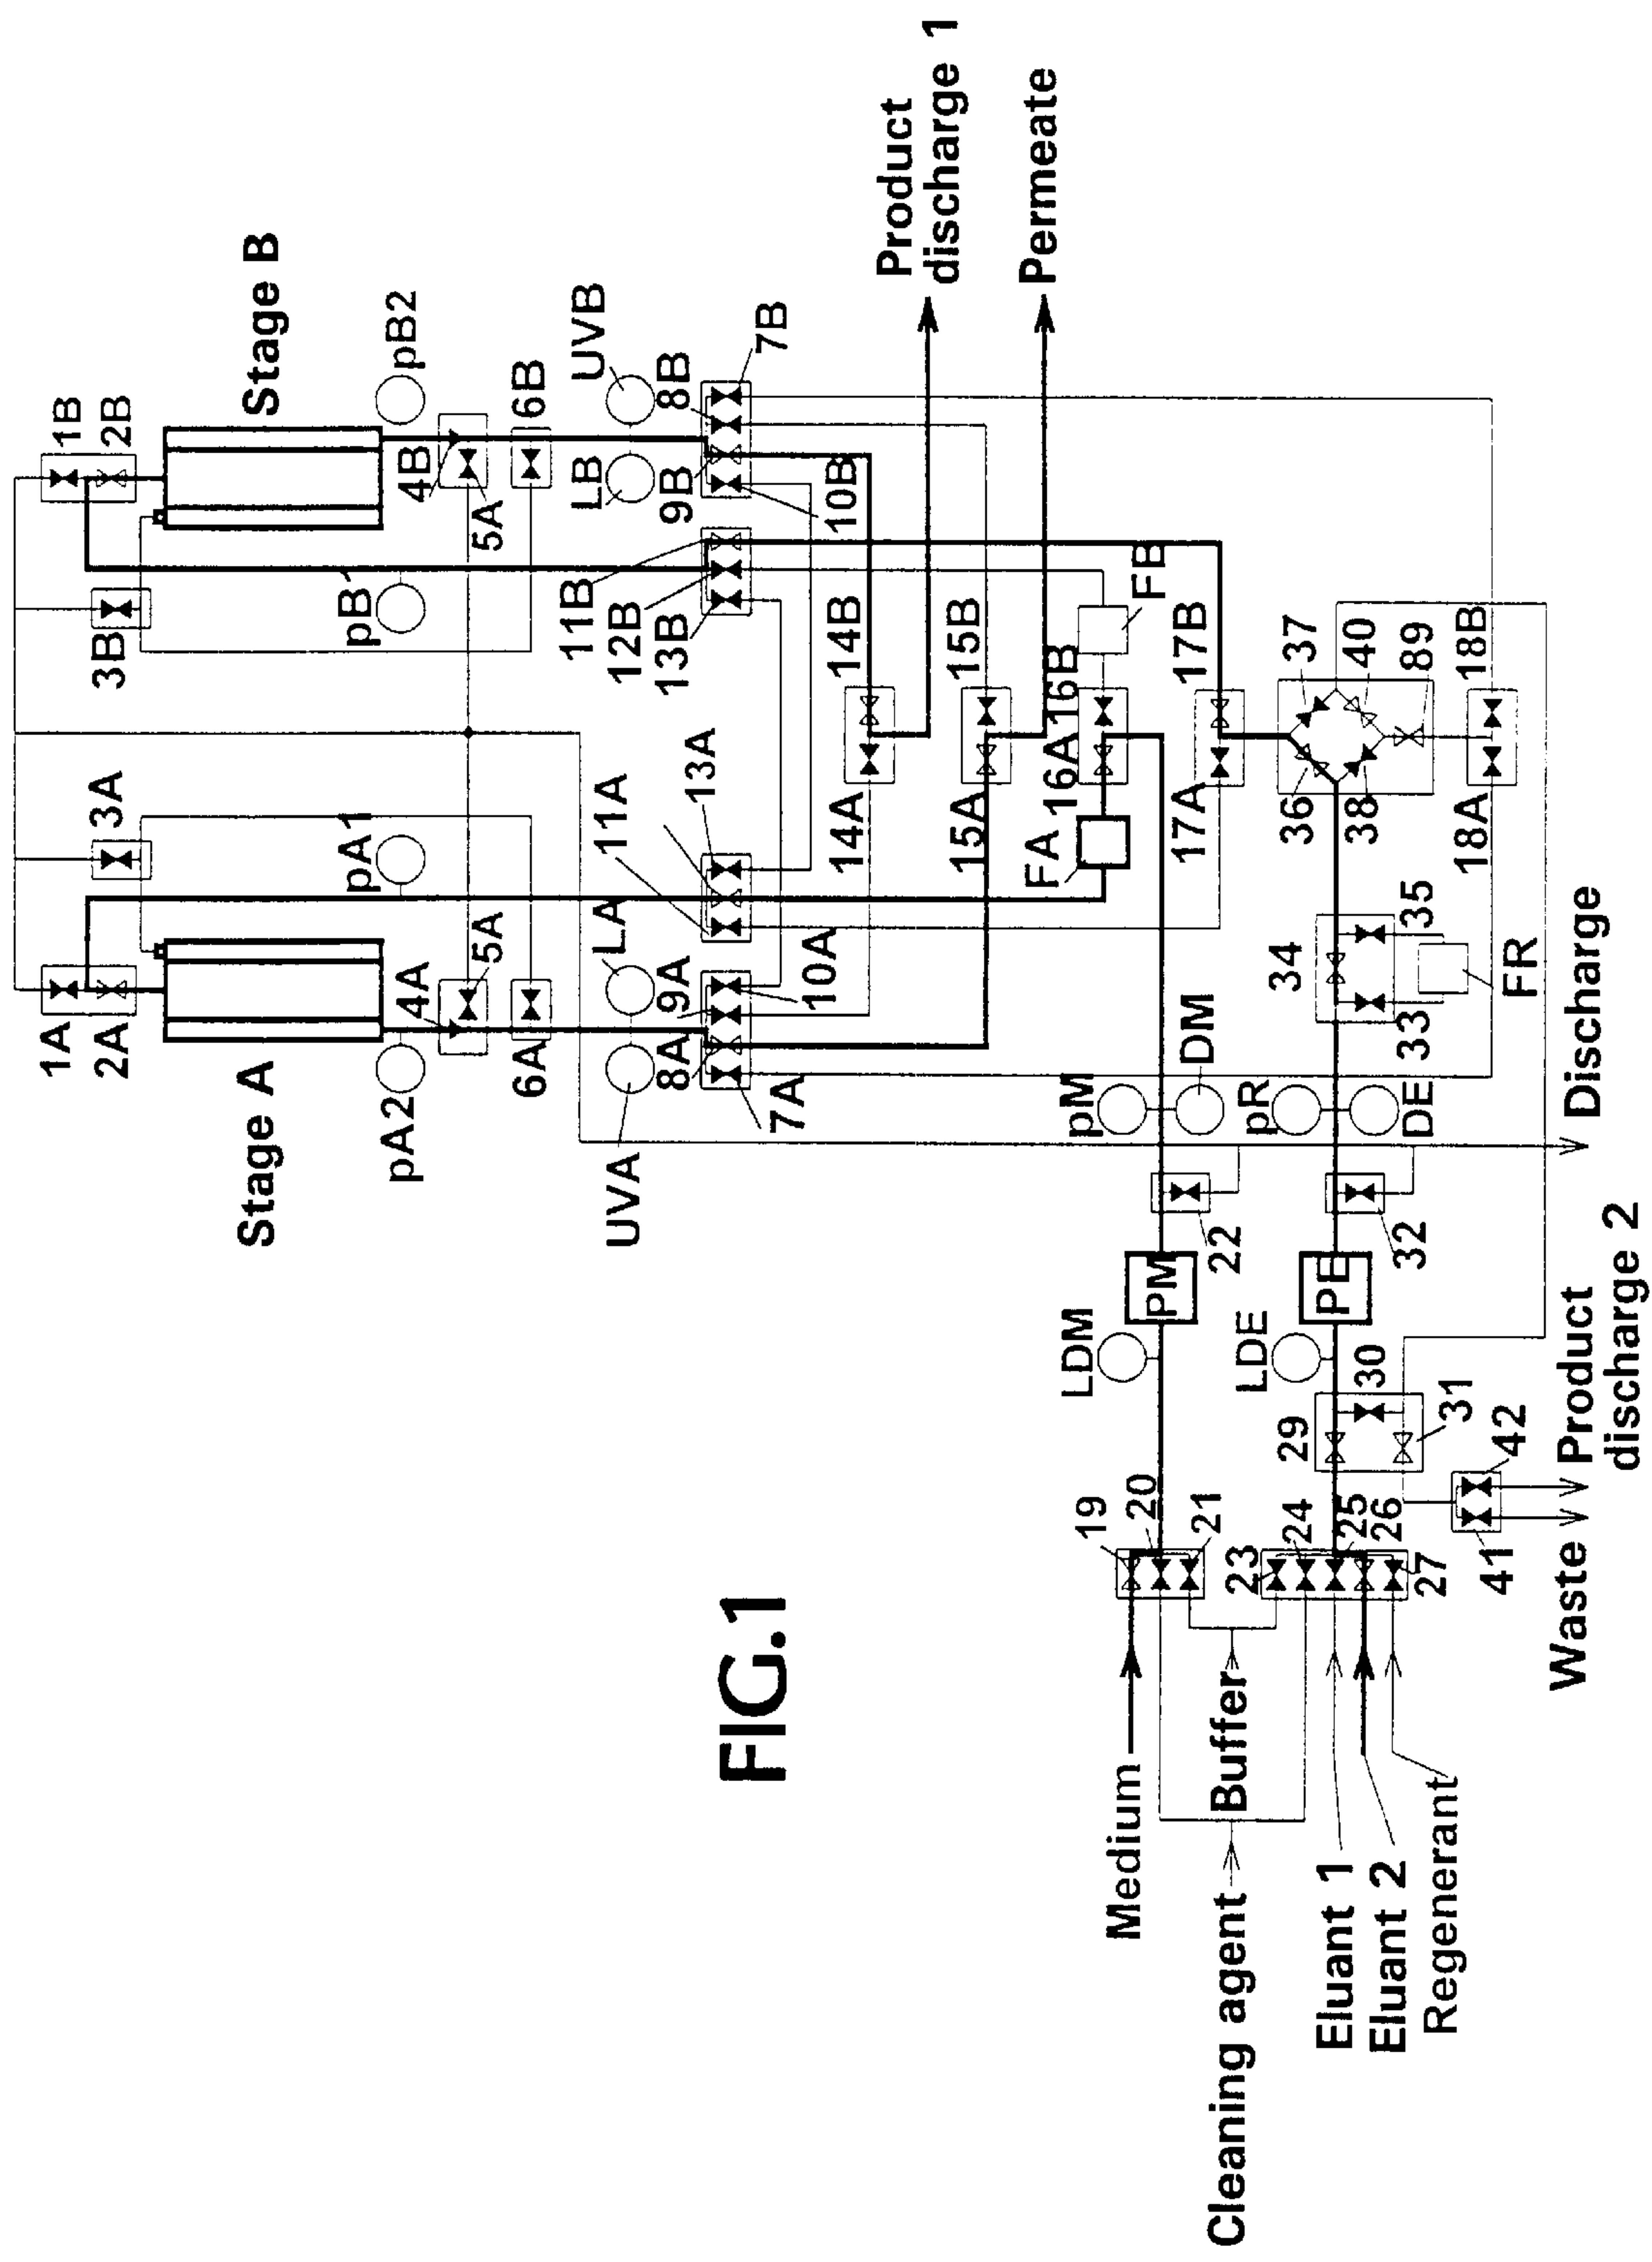 FIG.1
Stage A
Stage B
1A
2A
3A
pA1
pA2
4A
5A
6A
LA
UVA
8A
9A
7A
10A
11A
13A
1B
2B
3B
pB1
pB2
4B
5A
6B
LB
UVB
9B
8B
7B
10B
11B
12B
13B
14A
14B
15A
15B
FA
16A
16B
FB
17A
17B
Product
discharge 1
Permeate
36
37
38
40
89
18A
18B
33
34
35
FR
pM
DM
pR
DE
22
32
PM
PE
LDM
LDE
29
30
31
19
20
21
23
24
25
26
27
41
42
Medium
Buffer
Cleaning agent
Eluant 1
Eluant 2
Regenerant
Waste
Product
discharge 2
Discharge